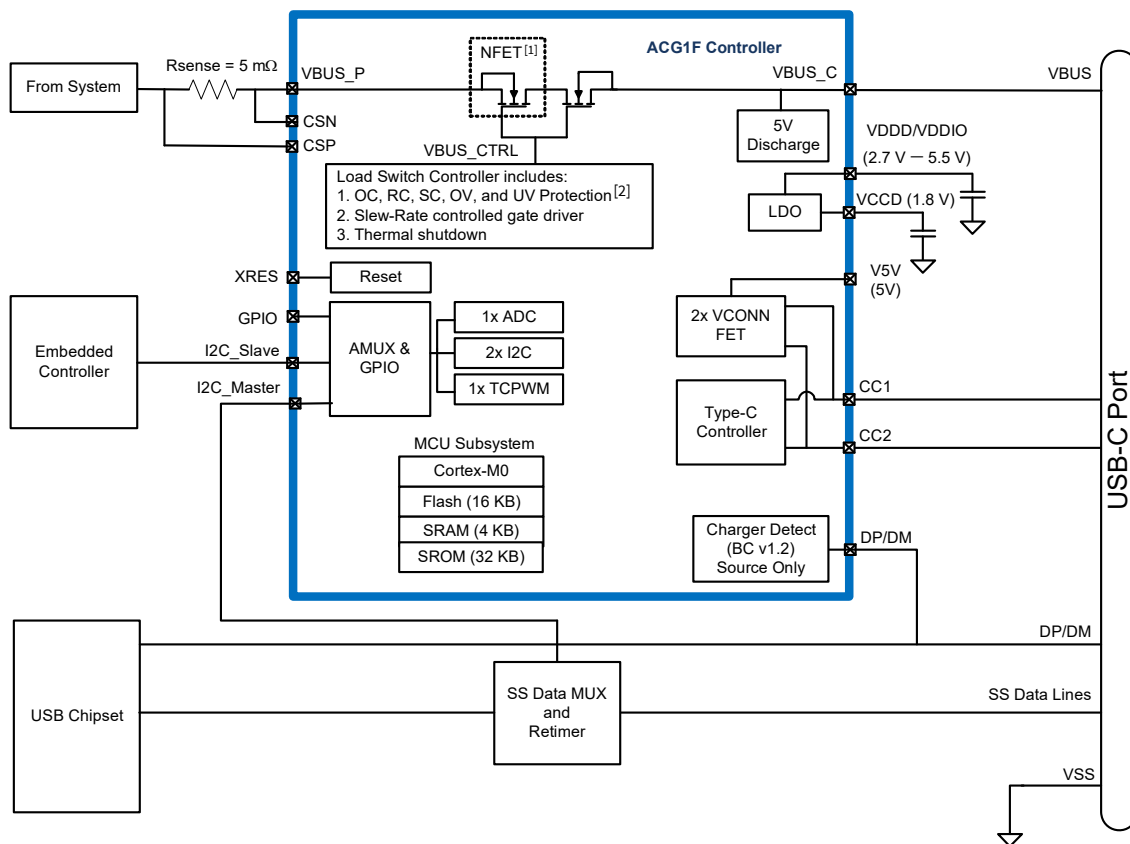 ACG1F Controller
NFET[1]
Rsense = 5 mΩ
From System
VBUS_P
VBUS_C
VBUS
CSN
CSP
VBUS_CTRL
5V
Discharge
VDDD/VDDIO
(2.7 V — 5.5 V)
Load Switch Controller includes:
1. OC, RC, SC, OV, and UV Protection[2]
2. Slew-Rate controlled gate driver
3. Thermal shutdown
LDO
VCCD (1.8 V)
XRES
Reset
V5V
(5V)
GPIO
AMUX &
GPIO
1x ADC
2x I2C
1x TCPWM
2x VCONN
FET
Embedded
Controller
I2C_Slave
I2C_Master
Type-C
Controller
CC1
CC2
USB-C Port
MCU Subsystem
Cortex-M0
Flash (16 KB)
SRAM (4 KB)
SROM (32 KB)
Charger Detect
(BC v1.2)
Source Only
DP/DM
DP/DM
USB Chipset
SS Data MUX
and
Retimer
SS Data Lines
VSS